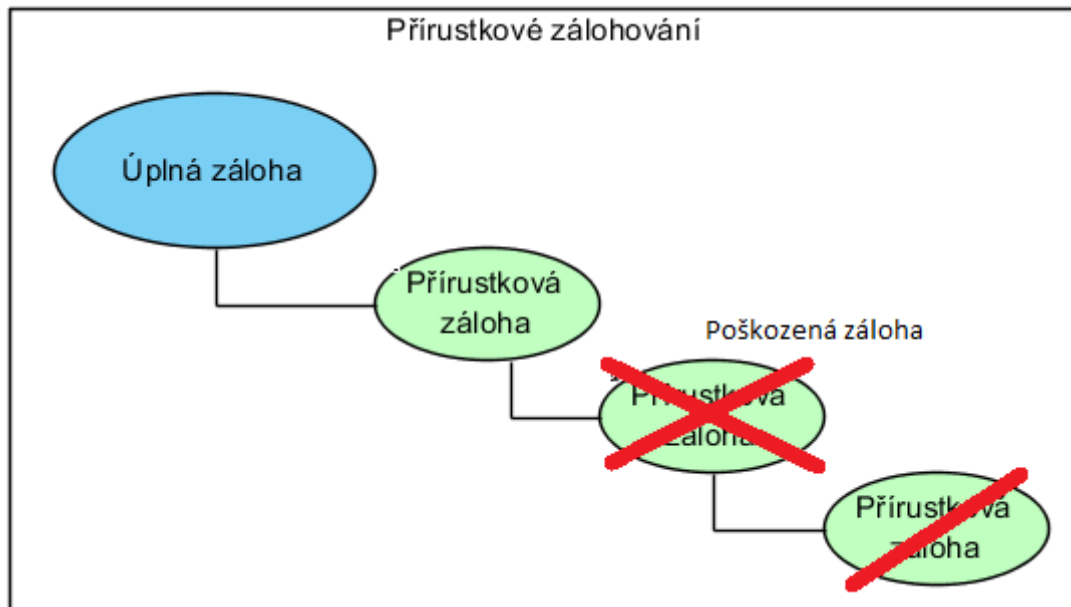 Přírustkové zálohování
Úplná záloha
Přírustková
záloha
Poškozená záloha
Přírustková
záloha
Přírustková
záloha